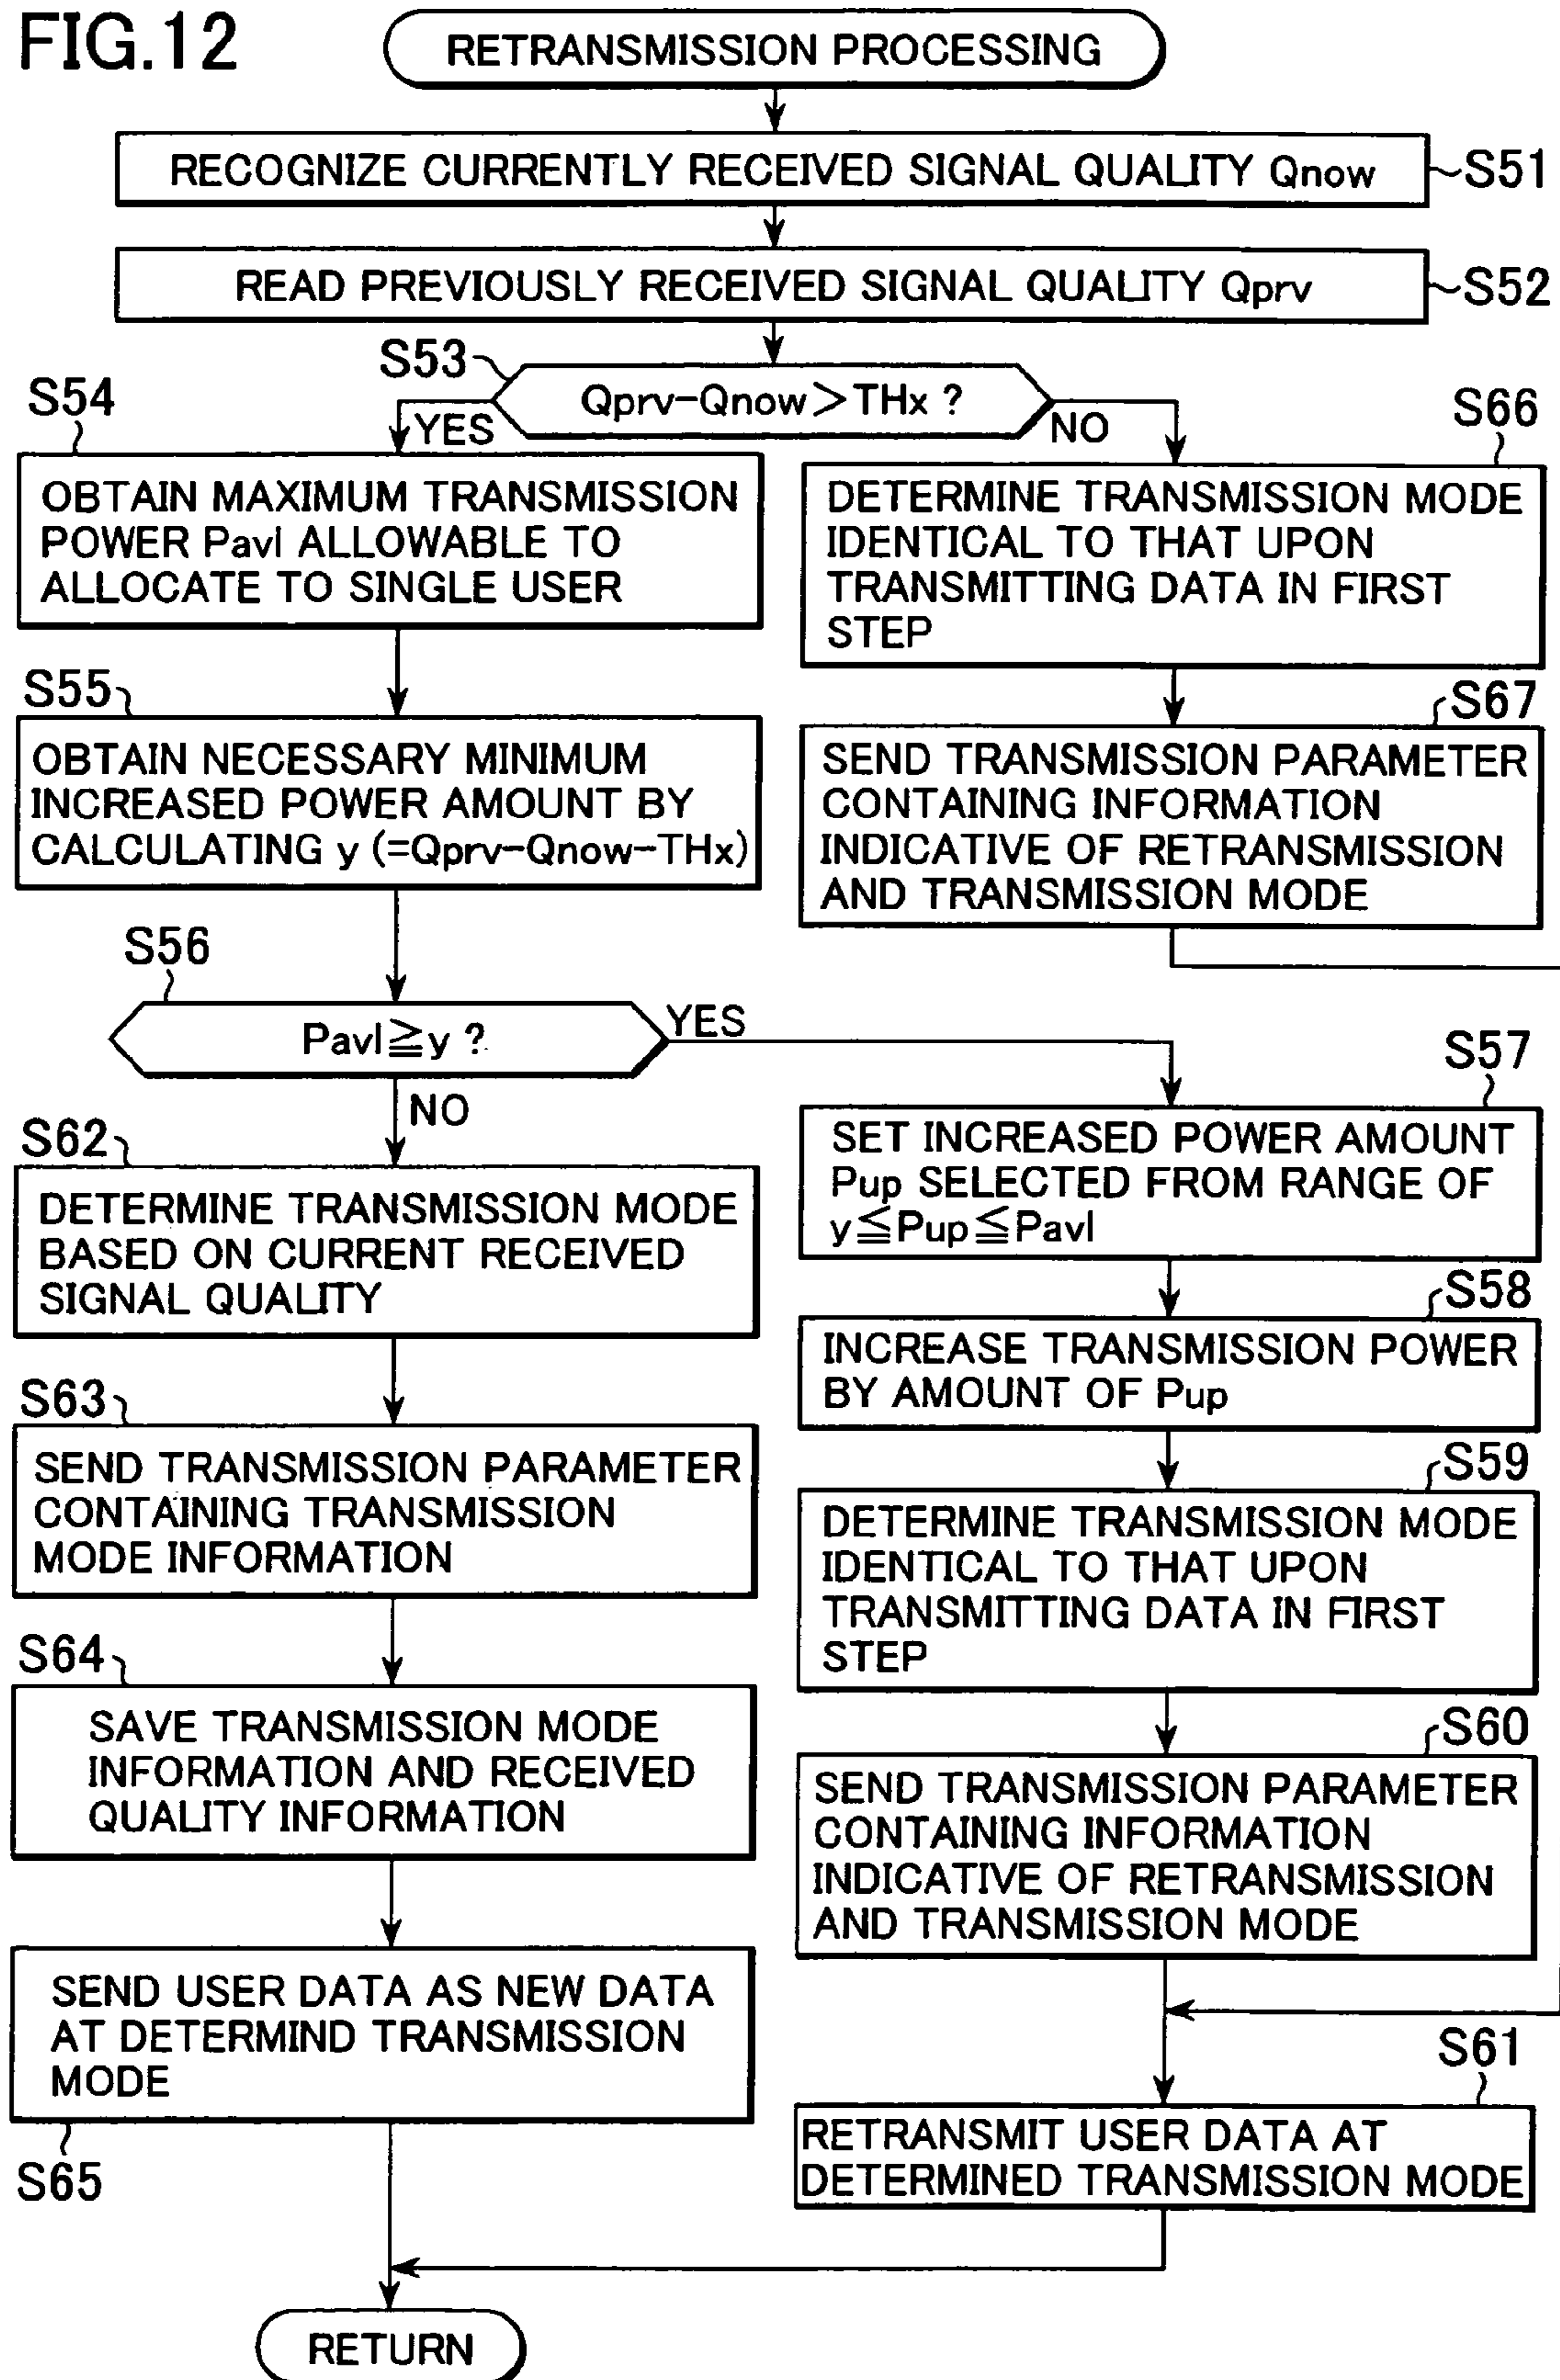 FIG.12
RETRANSMISSION PROCESSING
RECOGNIZE CURRENTLY RECEIVED SIGNAL QUALITY Qnow
S51
READ PREVIOUSLY RECEIVED SIGNAL QUALITY Qprv
S52
S53
Qprv-Qnow>THx ?
YES
NO
S54
OBTAIN MAXIMUM TRANSMISSION
POWER Pavl ALLOWABLE TO
ALLOCATE TO SINGLE USER
S66
DETERMINE TRANSMISSION MODE
IDENTICAL TO THAT UPON
TRANSMITTING DATA IN FIRST
STEP
S55
OBTAIN NECESSARY MINIMUM
INCREASED POWER AMOUNT BY
CALCULATING y (=Qprv-Qnow-THx)
S67
SEND TRANSMISSION PARAMETER
CONTAINING INFORMATION
INDICATIVE OF RETRANSMISSION
AND TRANSMISSION MODE
S56
Pavl≧y ?
YES
NO
S57
SET INCREASED POWER AMOUNT
Pup SELECTED FROM RANGE OF
y≦Pup≦Pavl
S62
DETERMINE TRANSMISSION MODE
BASED ON CURRENT RECEIVED
SIGNAL QUALITY
S58
INCREASE TRANSMISSION POWER
BY AMOUNT OF Pup
S63
SEND TRANSMISSION PARAMETER
CONTAINING TRANSMISSION
MODE INFORMATION
S59
DETERMINE TRANSMISSION MODE
IDENTICAL TO THAT UPON
TRANSMITTING DATA IN FIRST
STEP
S64
SAVE TRANSMISSION MODE
INFORMATION AND RECEIVED
QUALITY INFORMATION
S60
SEND TRANSMISSION PARAMETER
CONTAINING INFORMATION
INDICATIVE OF RETRANSMISSION
AND TRANSMISSION MODE
SEND USER DATA AS NEW DATA
AT DETERMIND TRANSMISSION
MODE
S65
S61
RETRANSMIT USER DATA AT
DETERMINED TRANSMISSION MODE
RETURN